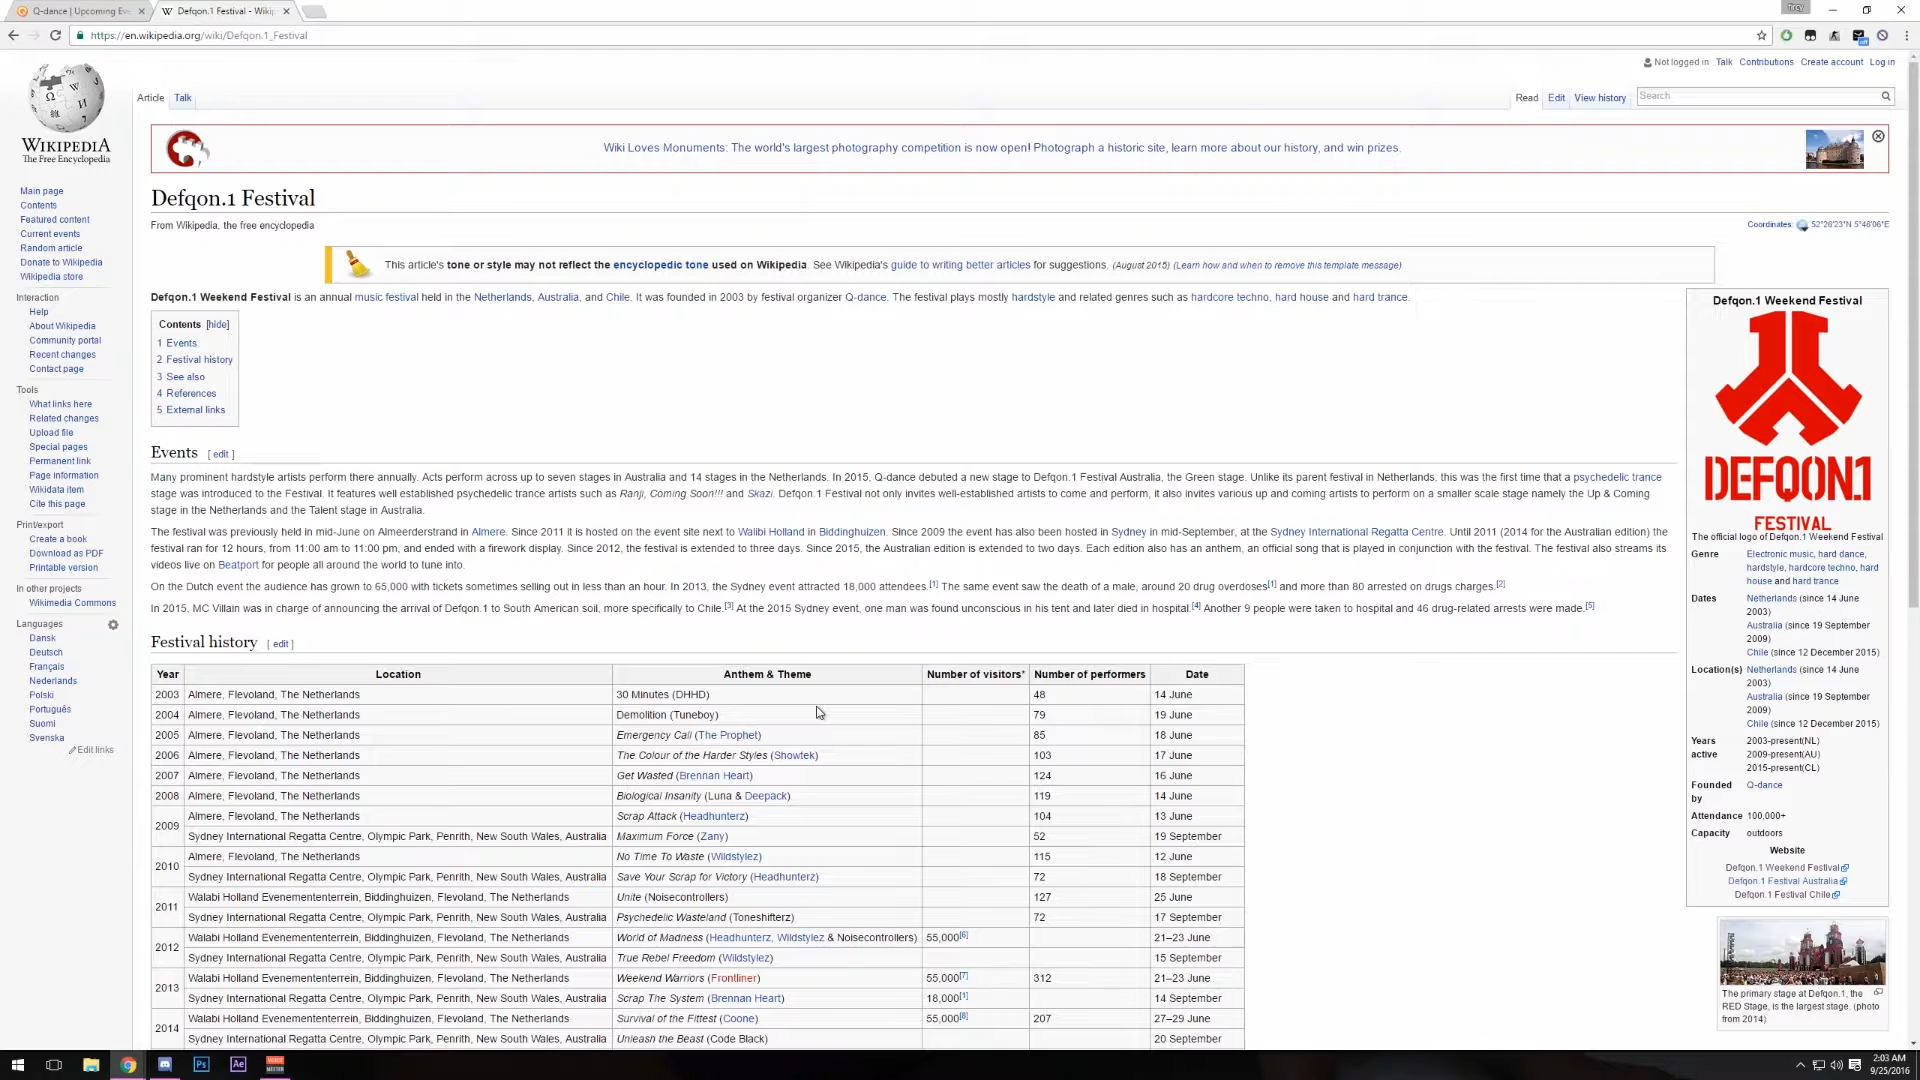 Q-dance | Upcoming Ev
Defqon.1 Festival - Wiki
Troy
https://en.wikipedia.org/wiki/Defqon.1_Festival
Not logged in Talk Contributions Create account Log in
Article Talk
Read Edit View history Search
WIKIPEDIA
The Free Encyclopedia
Main page
Contents
Featured content
Current events
Random article
Donate to Wikipedia
Wikipedia store
Interaction
Help
About Wikipedia
Community portal
Recent changes
Contact page
Tools
What links here
Related changes
Upload file
Special pages
Permanent link
Page information
Wikidata item
Cite this page
Print/export
Create a book
Download as PDF
Printable version
In other projects
Wikimedia Commons
Languages
Dansk
Deutsch
Français
Nederlands
Polski
Português
Suomi
Svenska
Edit links
Wiki Loves Monuments: The world's largest photography competition is now open! Photograph a historic site, learn more about our history, and win prizes.
Defqon.1 Festival
From Wikipedia, the free encyclopedia
Coordinates: 52°26′23″N 5°46′06″E
This article's tone or style may not reflect the encyclopedic tone used on Wikipedia. See Wikipedia's guide to writing better articles for suggestions. (August 2015) (Learn how and when to remove this template message)
Defqon.1 Weekend Festival is an annual music festival held in the Netherlands, Australia, and Chile. It was founded in 2003 by festival organizer Q-dance. The festival plays mostly hardstyle and related genres such as hardcore techno, hard house and hard trance.
Contents [hide]
1 Events
2 Festival history
3 See also
4 References
5 External links
Events [ edit ]
Many prominent hardstyle artists perform there annually. Acts perform across up to seven stages in Australia and 14 stages in the Netherlands. In 2015, Q-dance debuted a new stage to Defqon.1 Festival Australia, the Green stage. Unlike its parent festival in Netherlands, this was the first time that a psychedelic trance
stage was introduced to the Festival. It features well established psychedelic trance artists such as Ranji, Coming Soon!!! and Skazi. Defqon.1 Festival not only invites well-established artists to come and perform, it also invites various up and coming artists to perform on a smaller scale stage namely the Up & Coming
stage in the Netherlands and the Talent stage in Australia.
The festival was previously held in mid-June on Almeerderstrand in Almere. Since 2011 it is hosted on the event site next to Walibi Holland in Biddinghuizen. Since 2009 the event has also been hosted in Sydney in mid-September, at the Sydney International Regatta Centre. Until 2011 (2014 for the Australian edition) the
festival ran for 12 hours, from 11:00 am to 11:00 pm, and ended with a firework display. Since 2012, the festival is extended to three days. Since 2015, the Australian edition is extended to two days. Each edition also has an anthem, an official song that is played in conjunction with the festival. The festival also streams its
videos live on Beatport for people all around the world to tune into.
On the Dutch event the audience has grown to 65,000 with tickets sometimes selling out in less than an hour. In 2013, the Sydney event attracted 18,000 attendees.[1] The same event saw the death of a male, around 20 drug overdoses[1] and more than 80 arrested on drugs charges.[2]
In 2015, MC Villain was in charge of announcing the arrival of Defqon.1 to South American soil, more specifically to Chile.[3] At the 2015 Sydney event, one man was found unconscious in his tent and later died in hospital.[4] Another 9 people were taken to hospital and 46 drug-related arrests were made.[5]
Festival history [ edit ]
Year Location Anthem & Theme Number of visitors* Number of performers Date
2003 Almere, Flevoland, The Netherlands 30 Minutes (DHHD) 48 14 June
2004 Almere, Flevoland, The Netherlands Demolition (Tuneboy) 79 19 June
2005 Almere, Flevoland, The Netherlands Emergency Call (The Prophet) 85 18 June
2006 Almere, Flevoland, The Netherlands The Colour of the Harder Styles (Showtek) 103 17 June
2007 Almere, Flevoland, The Netherlands Get Wasted (Brennan Heart) 124 16 June
2008 Almere, Flevoland, The Netherlands Biological Insanity (Luna & Deepack) 119 14 June
2009 Almere, Flevoland, The Netherlands Scrap Attack (Headhunterz) 104 13 June
Sydney International Regatta Centre, Olympic Park, Penrith, New South Wales, Australia Maximum Force (Zany) 52 19 September
2010 Almere, Flevoland, The Netherlands No Time To Waste (Wildstylez) 115 12 June
Sydney International Regatta Centre, Olympic Park, Penrith, New South Wales, Australia Save Your Scrap for Victory (Headhunterz) 72 18 September
2011 Walabi Holland Evenemententerrein, Biddinghuizen, Flevoland, The Netherlands Unite (Noisecontrollers) 127 25 June
Sydney International Regatta Centre, Olympic Park, Penrith, New South Wales, Australia Psychedelic Wasteland (Toneshifterz) 72 17 September
2012 Walabi Holland Evenemententerrein, Biddinghuizen, Flevoland, The Netherlands World of Madness (Headhunterz, Wildstylez & Noisecontrollers) 55,000[6] 21–23 June
Sydney International Regatta Centre, Olympic Park, Penrith, New South Wales, Australia True Rebel Freedom (Wildstylez) 15 September
2013 Walabi Holland Evenemententerrein, Biddinghuizen, Flevoland, The Netherlands Weekend Warriors (Frontliner) 55,000[7] 312 21–23 June
Sydney International Regatta Centre, Olympic Park, Penrith, New South Wales, Australia Scrap The System (Brennan Heart) 18,000[1] 14 September
2014 Walabi Holland Evenemententerrein, Biddinghuizen, Flevoland, The Netherlands Survival of the Fittest (Coone) 55,000[8] 207 27–29 June
Sydney International Regatta Centre, Olympic Park, Penrith, New South Wales, Australia Unleash the Beast (Code Black) 20 September
Defqon.1 Weekend Festival
DEFQON.1
FESTIVAL
The official logo of Defqon.1 Weekend Festival
Genre Electronic music, hard dance,
hardstyle, hardcore techno, hard
house and hard trance
Dates Netherlands (since 14 June
2003)
Australia (since 19 September
2009)
Chile (since 12 December 2015)
Location(s) Netherlands (since 14 June
2003)
Australia (since 19 September
2009)
Chile (since 12 December 2015)
Years 2003-present(NL)
active 2009-present(AU)
2015-present(CL)
Founded Q-dance
by
Attendance 100,000+
Capacity outdoors
Website
Defqon.1 Weekend Festival
Defqon.1 Festival Australia
Defqon.1 Festival Chile
The primary stage at Defqon.1, the
RED Stage, is the largest stage. (photo
from 2014)
Ps
Ae
2:03 AM
9/25/2016